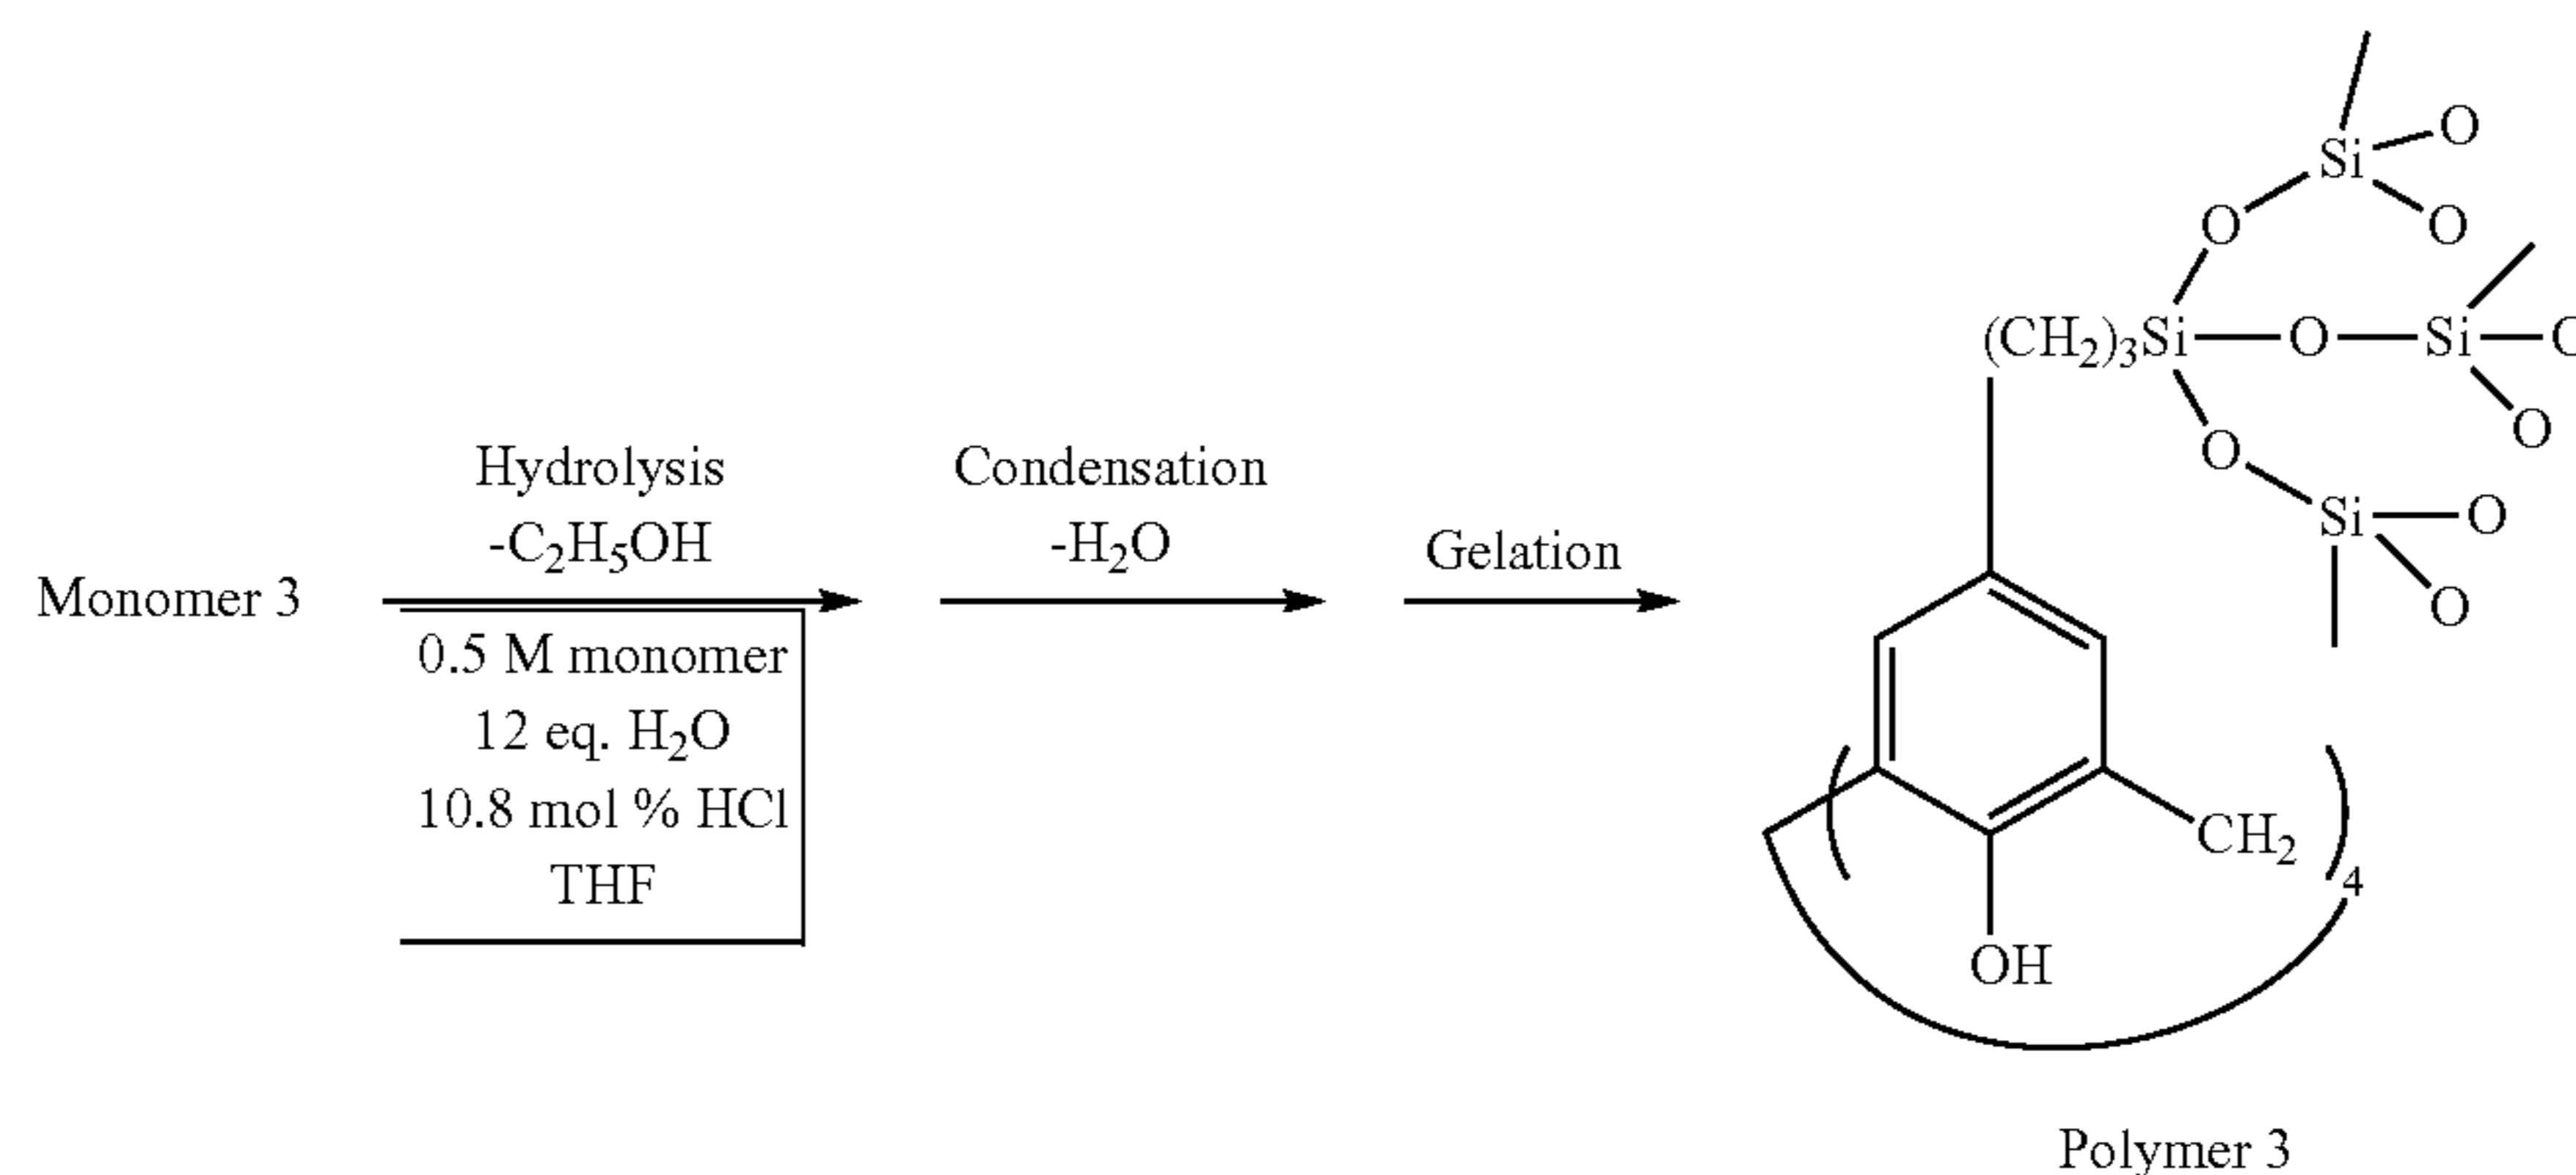 Si
O
O
O
(CH₂)₃Si
O
Si
O
O
O
Si
O
O
Monomer 3
Hydrolysis
-C₂H₅OH
0.5 M monomer
12 eq. H₂O
10.8 mol % HCl
THF
Condensation
-H₂O
Gelation
CH₂
4
OH
Polymer 3